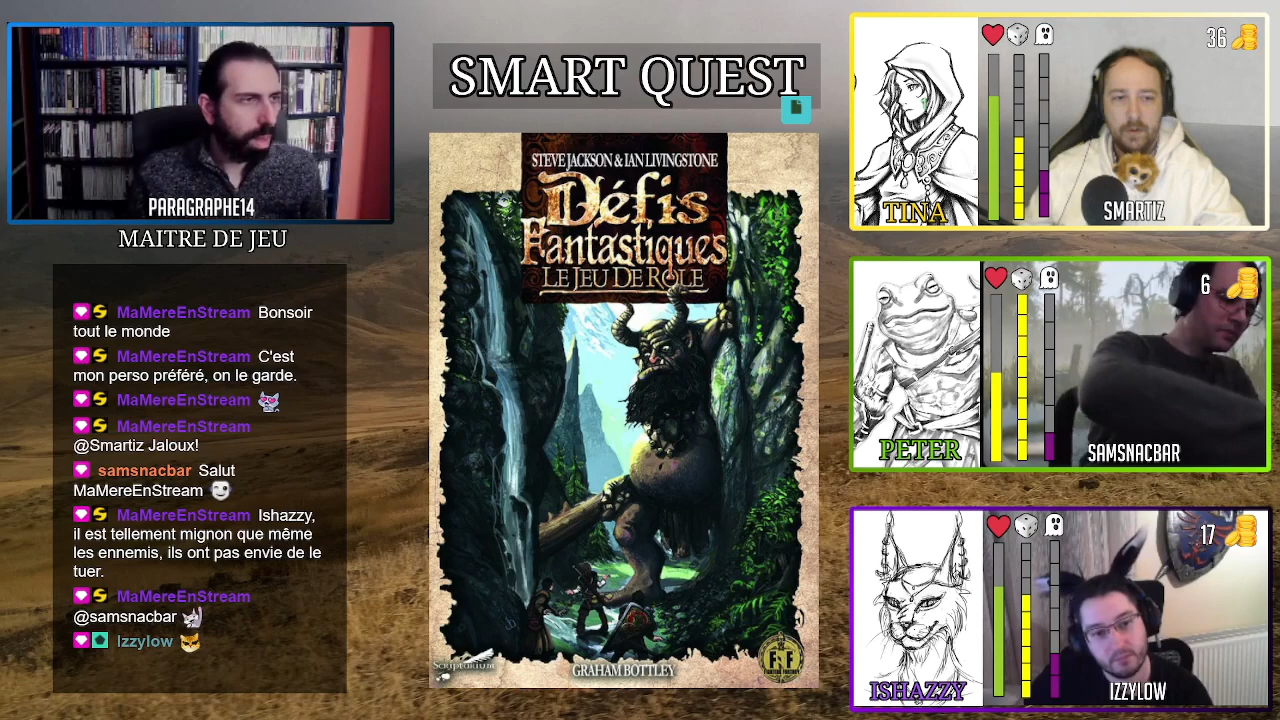 PARAGRAPHE14
MAITRE DE JEU
MaMereEnStream Bonsoir
tout le monde
MaMereEnStream C'est
mon perso préféré, on le garde.
MaMereEnStream
MaMereEnStream
@Smartiz Jaloux!
samsnacbar Salut
MaMereEnStream
MaMereEnStream Ishazzy,
il est tellement mignon que même
les ennemis, ils ont pas envie de le
tuer.
MaMereEnStream
@samsnacbar
Izzylow
SMART QUEST
STEVE JACKSON & IAN LIVINGSTONE
Défis
Fantastiques
LE JEU DE ROLE
Scriptarium
GRAHAM BOTTLEY
FF
36
TINA
SMARTIZ
6
PETER
SAMSNACBAR
17
ISHAZZY
IZZYLOW